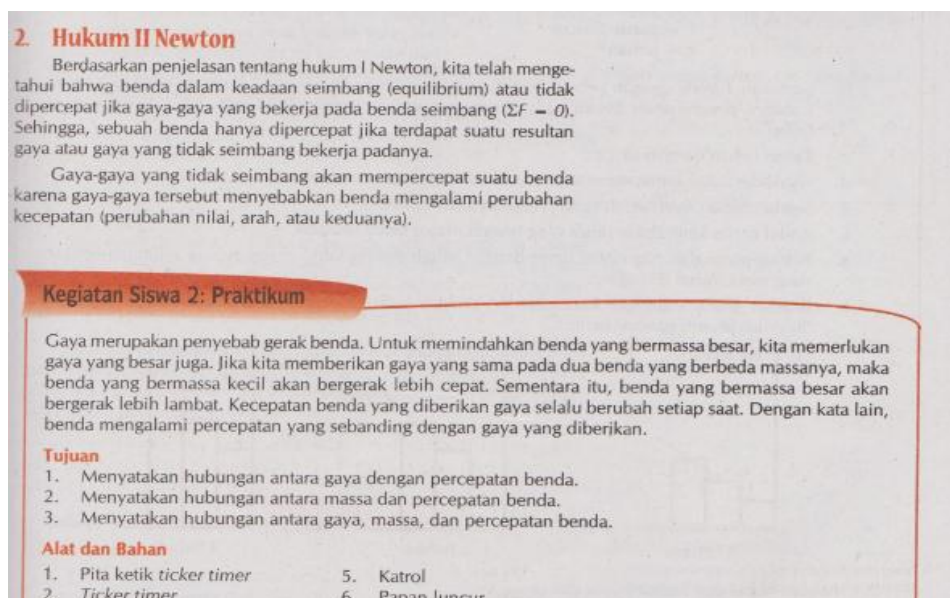 2. Hukum II Newton
Berdasarkan penjelasan tentang hukum I Newton, kita telah menge-
tahui bahwa benda dalam keadaan seimbang (equilibrium) atau tidak
dipercepat jika gaya-gaya yang bekerja pada benda seimbang (ΣF = 0).
Sehingga, sebuah benda hanya dipercepat jika terdapat suatu resultan
gaya atau gaya yang tidak seimbang bekerja padanya.
Gaya-gaya yang tidak seimbang akan mempercepat suatu benda
karena gaya-gaya tersebut menyebabkan benda mengalami perubahan
kecepatan (perubahan nilai, arah, atau keduanya).
Kegiatan Siswa 2: Praktikum
Gaya merupakan penyebab gerak benda. Untuk memindahkan benda yang bermassa besar, kita memerlukan
gaya yang besar juga. Jika kita memberikan gaya yang sama pada dua benda yang berbeda massanya, maka
benda yang bermassa kecil akan bergerak lebih cepat. Sementara itu, benda yang bermassa besar akan
bergerak lebih lambat. Kecepatan benda yang diberikan gaya selalu berubah setiap saat. Dengan kata lain,
benda mengalami percepatan yang sebanding dengan gaya yang diberikan.
Tujuan
1. Menyatakan hubungan antara gaya dengan percepatan benda.
2. Menyatakan hubungan antara massa dan percepatan benda.
3. Menyatakan hubungan antara gaya, massa, dan percepatan benda.
Alat dan Bahan
1. Pita ketik ticker timer
5. Katrol
2. Ticker timer
6. Papan luncur